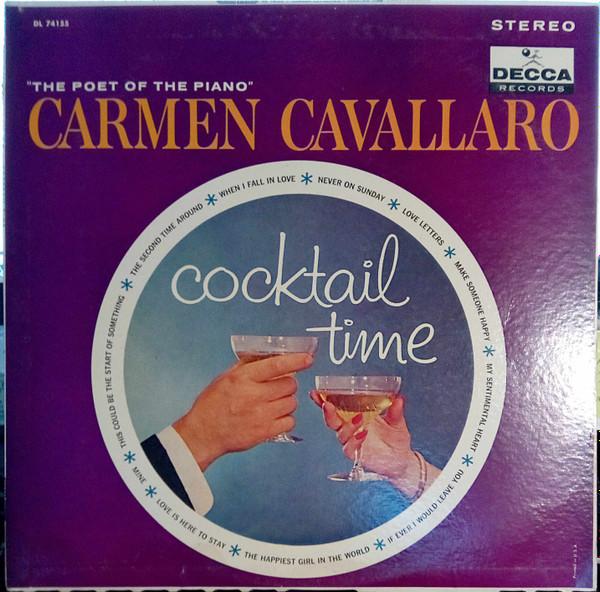 DL 74155
STEREO
DECCA
RECORDS
"THE POET OF THE PIANO"
CARMEN CAVALLARO
cocktail
time
WHEN I FALL IN LOVE * NEVER ON SUNDAY * LOVE LETTERS * MAKE SOMEONE HAPPY * MY SENTIMENTAL HEART * IF EVER I WOULD LEAVE YOU * THE HAPPIEST GIRL IN THE WORLD * LOVE IS HERE TO STAY * MINE * THIS COULD BE THE START OF SOMETHING * THE SECOND TIME AROUND *